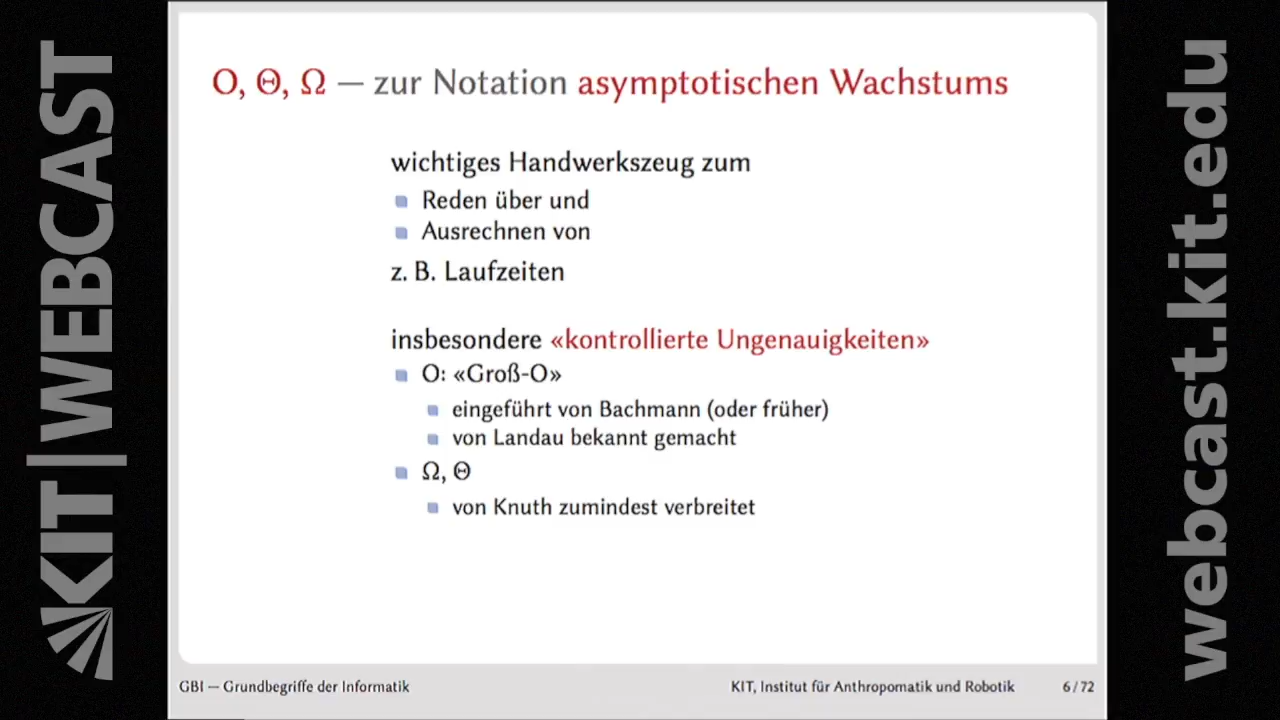 KIT|WEBCAST
O, Θ, Ω — zur Notation asymptotischen Wachstums
wichtiges Handwerkszeug zum
Reden über und
Ausrechnen von
z. B. Laufzeiten
insbesondere «kontrollierte Ungenauigkeiten»
O: «Groß-O»
eingeführt von Bachmann (oder früher)
von Landau bekannt gemacht
Ω, Θ
von Knuth zumindest verbreitet
GBI — Grundbegriffe der Informatik
KIT, Institut für Anthropomatik und Robotik
6 / 72
webcast.kit.edu